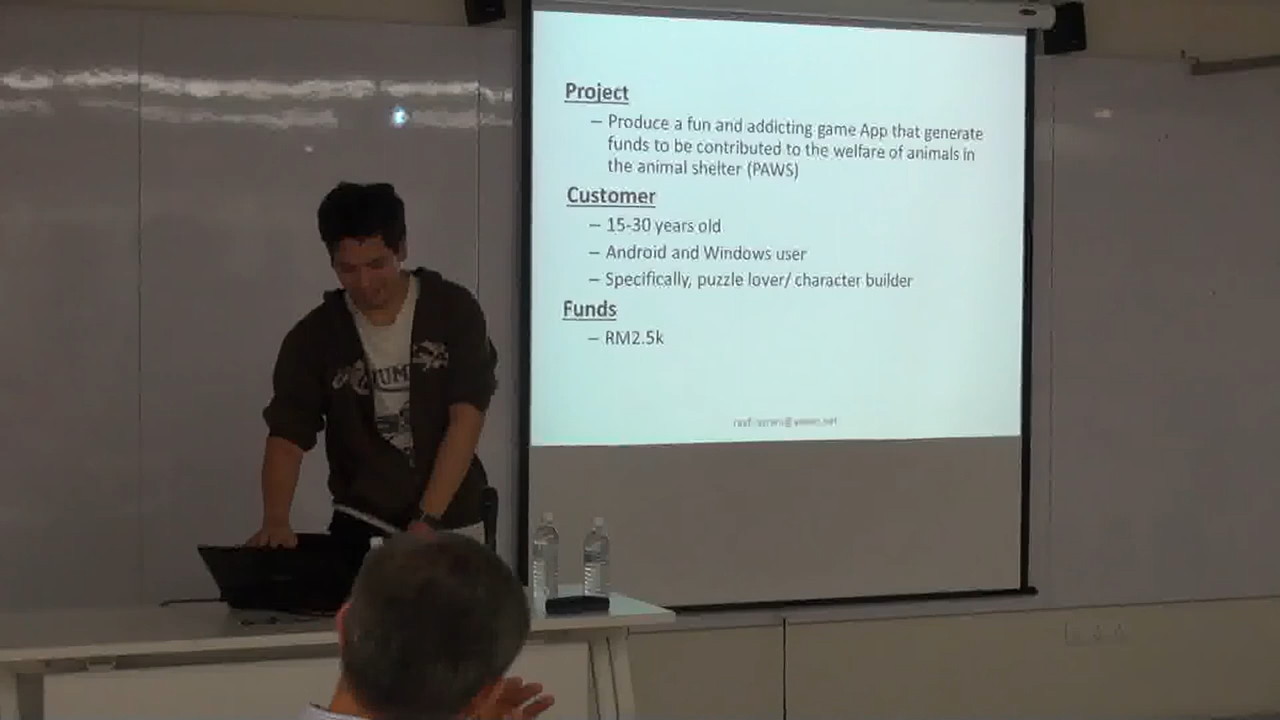 Project
– Produce a fun and addicting game App that generate
funds to be contributed to the welfare of animals in
the animal shelter (PAWS)
Customer
– 15-30 years old
– Android and Windows user
– Specifically, puzzle lover/ character builder
Funds
– RM2.5k